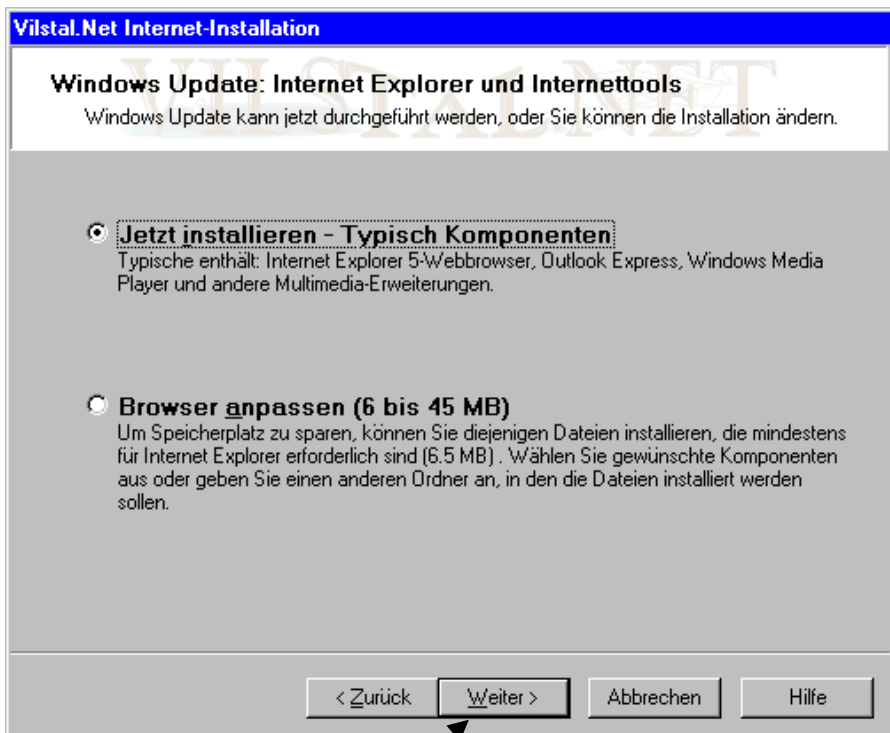 Vilstal.Net Internet-Installation
VILSTALNET
Windows Update: Internet Explorer und Internettools
Windows Update kann jetzt durchgeführt werden, oder Sie können die Installation ändern.
Jetzt installieren - Typisch Komponenten
Typische enthält: Internet Explorer 5-Webbrowser, Outlook Express, Windows Media
Player und andere Multimedia-Erweiterungen.
Browser anpassen (6 bis 45 MB)
Um Speicherplatz zu sparen, können Sie diejenigen Dateien installieren, die mindestens
für Internet Explorer erforderlich sind (6.5 MB) . Wählen Sie gewünschte Komponenten
aus oder geben Sie einen anderen Ordner an, in den die Dateien installiert werden
sollen.
< Zurück
Weiter >
Abbrechen
Hilfe